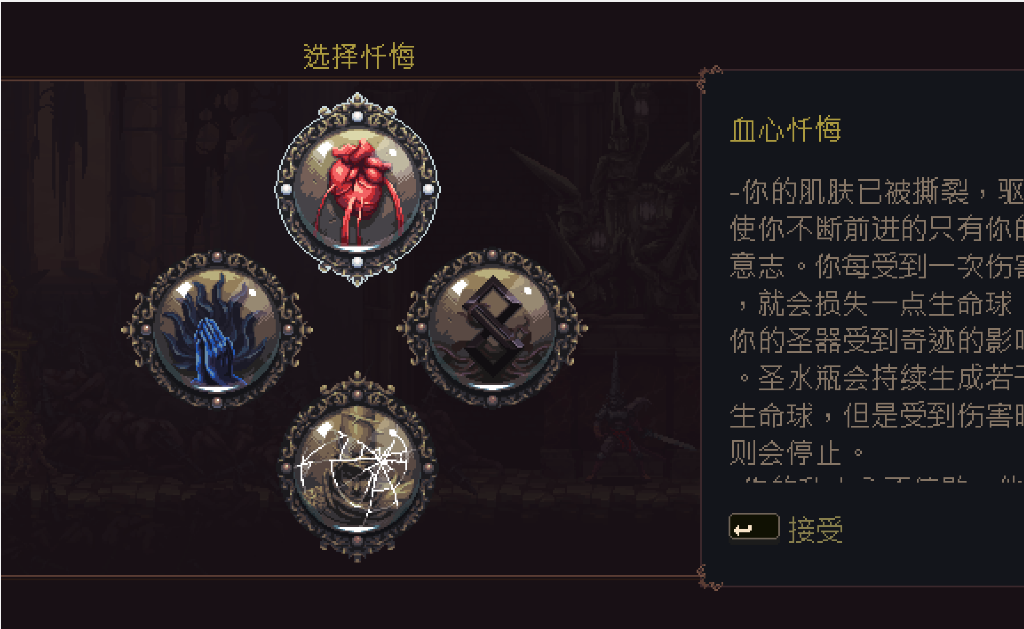 选择忏悔
血心忏悔
-你的肌肤已被撕裂，驱
使你不断前进的只有你的
意志。你每受到一次伤害
，就会损失一点生命球
你的圣器受到奇迹的影响
。圣水瓶会持续生成若干
生命球，但是受到伤害时
则会停止。
接受